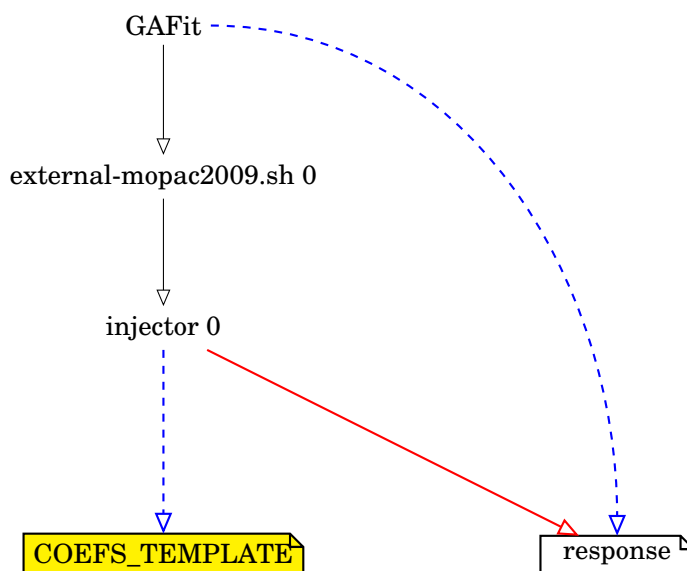 GAFit
external-mopac2009.sh 0
injector 0
COEFS_TEMPLATE
response